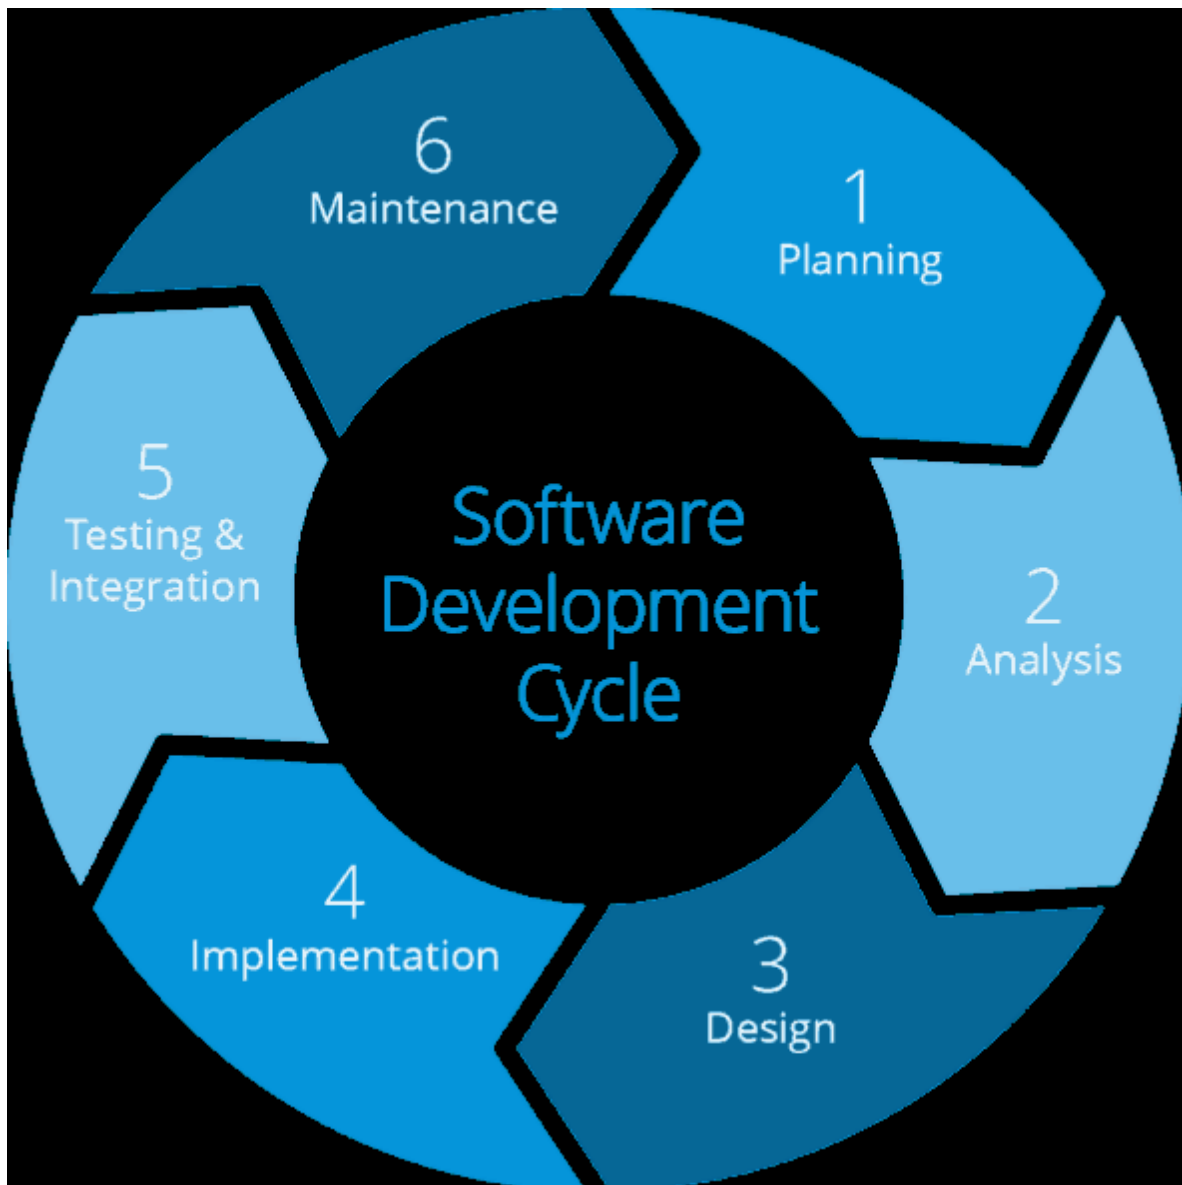 1
Planning
2
Analysis
3
Design
4
Implementation
5
Testing &
Integration
6
Maintenance
Software
Development
Cycle